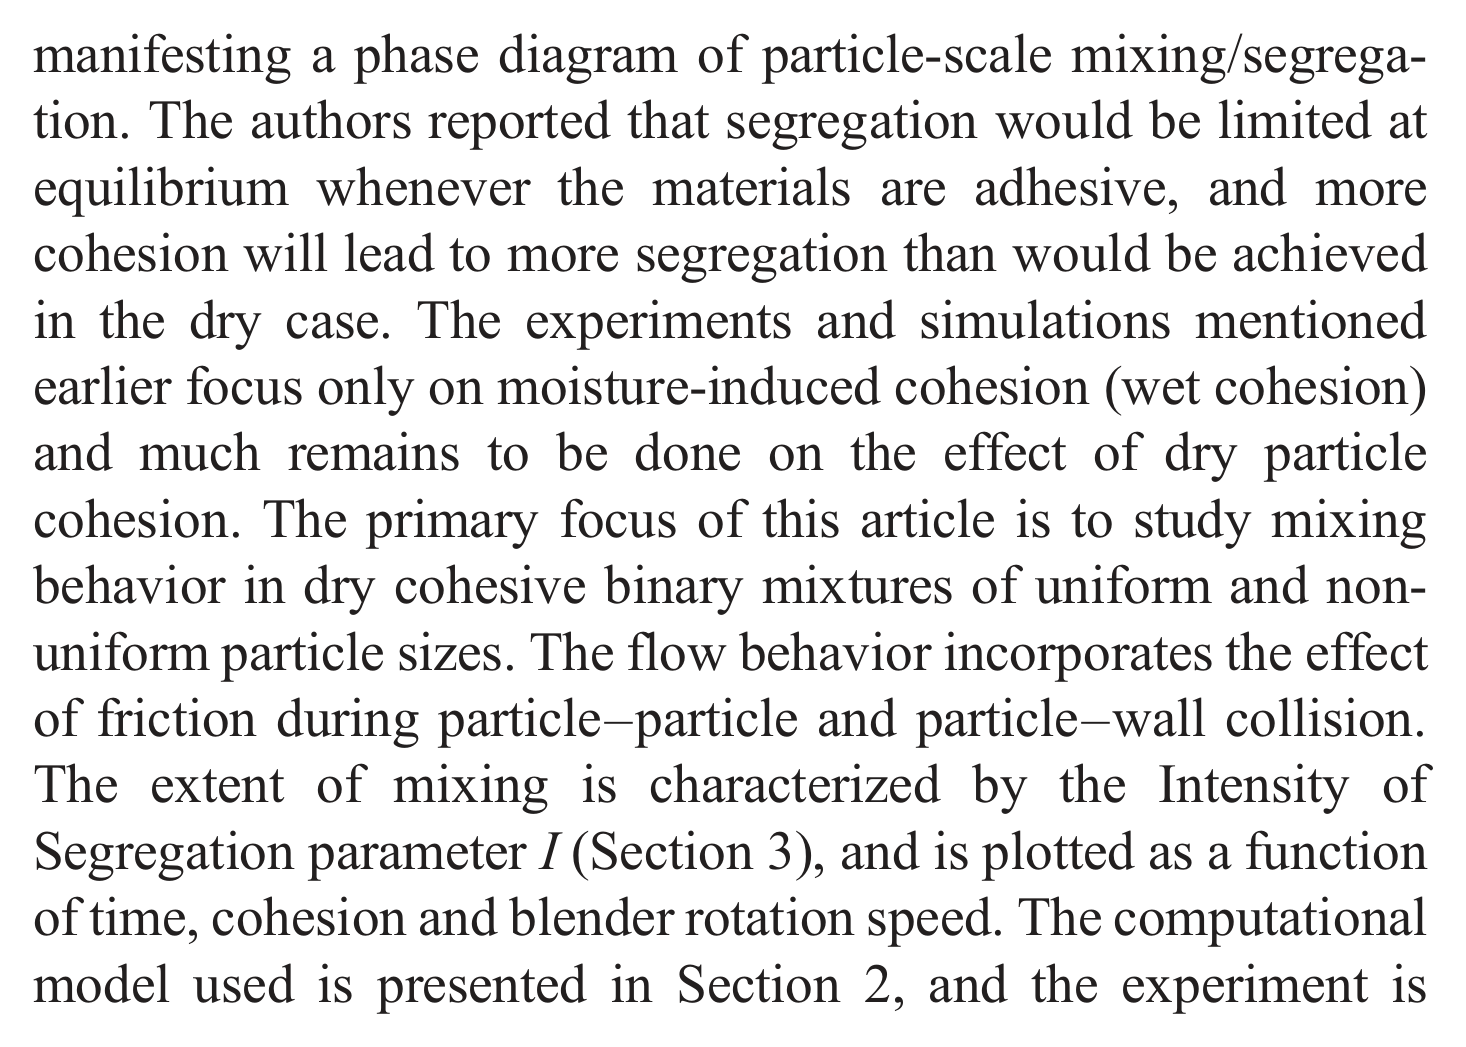 manifesting a phase diagram of particle-scale mixing/segrega-
tion. The authors reported that segregation would be limited at
equilibrium whenever the materials are adhesive, and more
cohesion will lead to more segregation than would be achieved
in the dry case. The experiments and simulations mentioned
earlier focus only on moisture-induced cohesion (wet cohesion)
and much remains to be done on the effect of dry particle
cohesion. The primary focus of this article is to study mixing
behavior in dry cohesive binary mixtures of uniform and non-
uniform particle sizes. The flow behavior incorporates the effect
of friction during particle–particle and particle–wall collision.
The extent of mixing is characterized by the Intensity of
Segregation parameter I (Section 3), and is plotted as a function
of time, cohesion and blender rotation speed. The computational
model used is presented in Section 2, and the experiment is